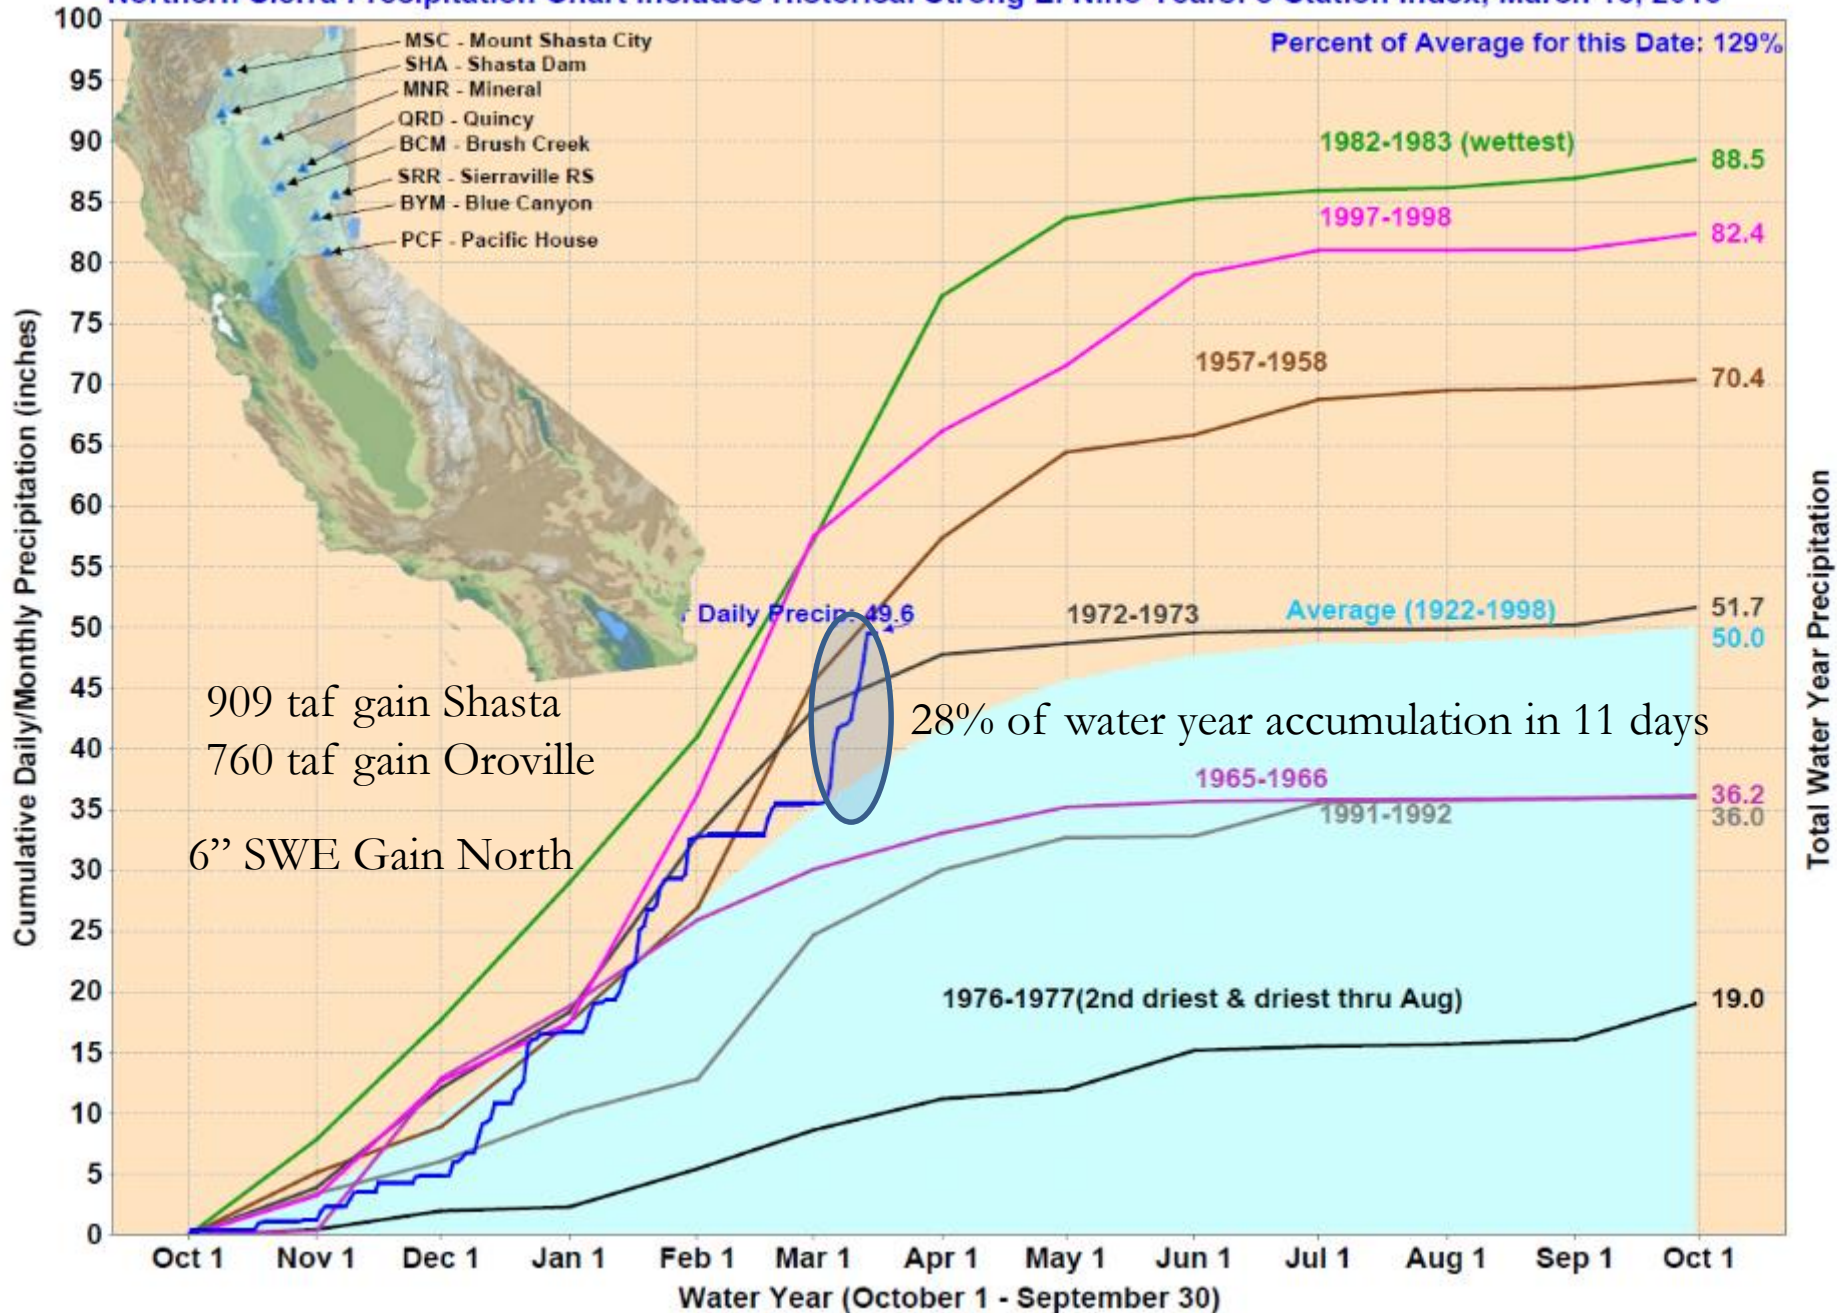 Percent of Average for this Date: 129%
MSC - Mount Shasta City
SHA - Shasta Dam
MNR - Mineral
QRD - Quincy
BCM - Brush Creek
SRR - Sierraville RS
BYM - Blue Canyon
PCF - Pacific House
100
95
90
85
80
75
70
65
60
55
50
45
40
35
30
25
20
15
10
5
0
Cumulative Daily/Monthly Precipitation (inches)
1982-1983 (wettest)
88.5
1997-1998
82.4
1957-1958
70.4
Daily Precip: 49.6
1972-1973
Average (1922-1998)
51.7
50.0
909 taf gain Shasta
760 taf gain Oroville
6” SWE Gain North
28% of water year accumulation in 11 days
1965-1966
36.2
1991-1992
36.0
1976-1977(2nd driest & driest thru Aug)
19.0
Total Water Year Precipitation
Oct 1 Nov 1 Dec 1 Jan 1 Feb 1 Mar 1 Apr 1 May 1 Jun 1 Jul 1 Aug 1 Sep 1 Oct 1
Water Year (October 1 - September 30)